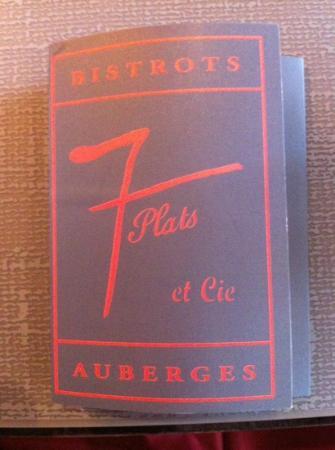 BISTROTS
7
Plats
et Cie
AUBERGES